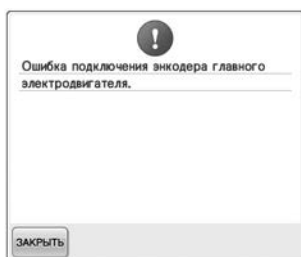 Ошибка подключения энкодера главного
электродвигателя.
ЗАКРЫТЬ